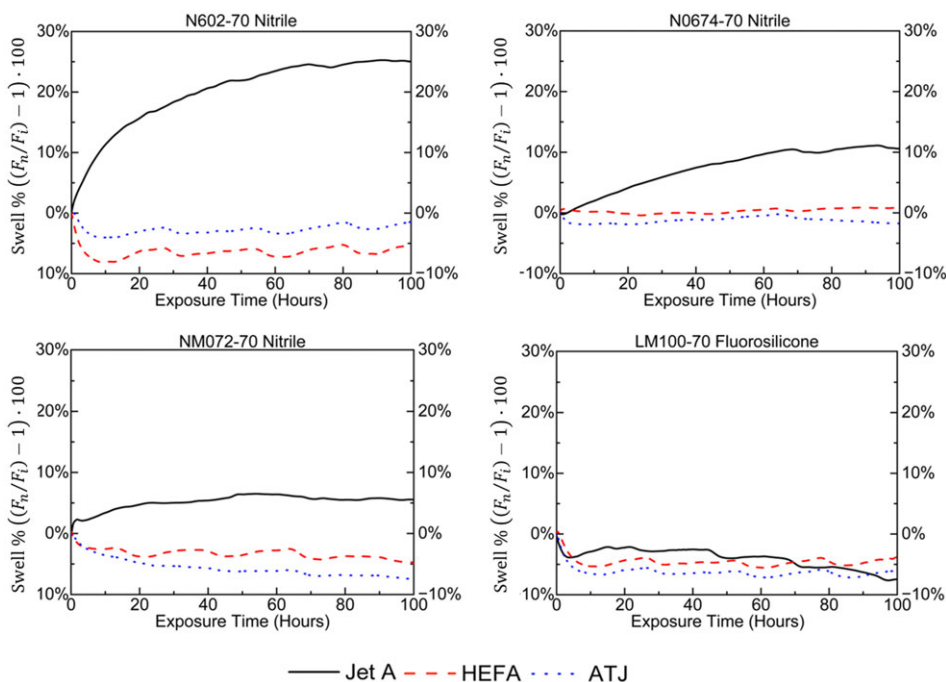 N602-70 Nitrile
30%
20%
10%
0%
10%
30%
20%
10%
0%
−10%
0 20 40 60 80 100
Exposure Time (Hours)
Swell % ((Fn/Fi) − 1) · 100
N0674-70 Nitrile
30%
20%
10%
0%
-10%
30%
20%
10%
0%
−10%
0 20 40 60 80 100
Exposure Time (Hours)
Swell % ((Fn/Fi) − 1) · 100
NM072-70 Nitrile
30%
20%
10%
0%
10%
30%
20%
10%
0%
−10%
0 20 40 60 80 100
Exposure Time (Hours)
Swell % ((Fn/Fi) − 1) · 100
LM100-70 Fluorosilicone
30%
20%
10%
0%
10%
30%
20%
10%
0%
−10%
0 20 40 60 80 100
Exposure Time (Hours)
Swell % ((Fn/Fi) − 1) · 100
Jet A HEFA ATJ